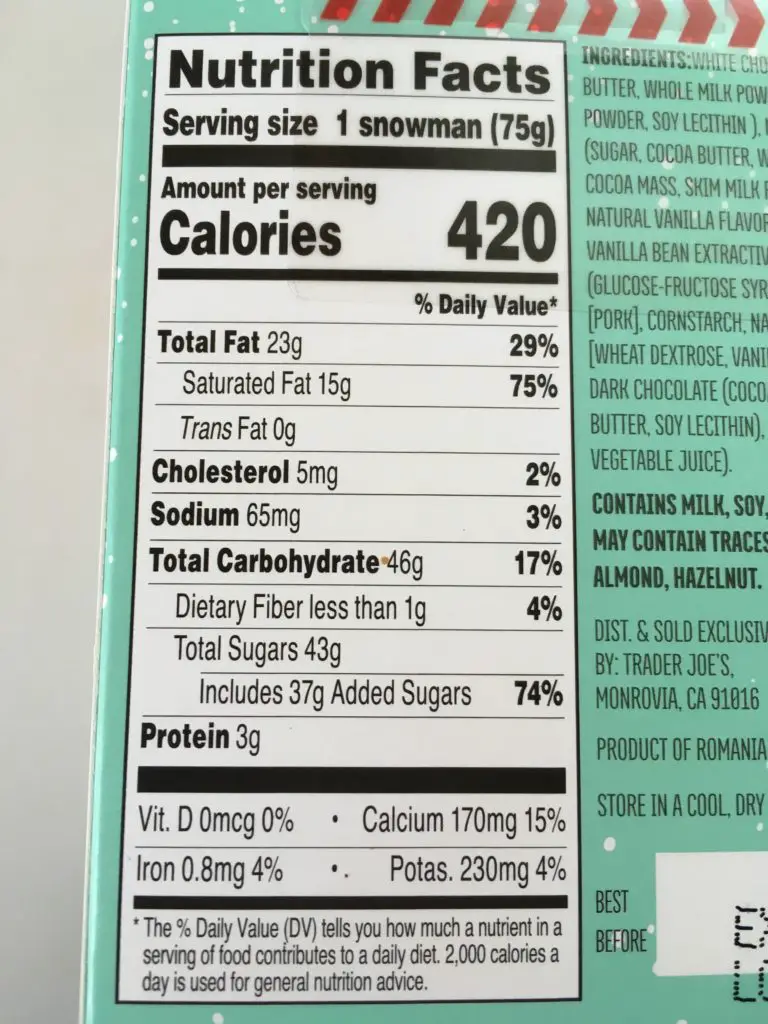 Nutrition Facts
Serving size 1 snowman (75g)
Amount per serving
Calories 420
% Daily Value*
Total Fat 23g 29%
Saturated Fat 15g 75%
Trans Fat 0g
Cholesterol 5mg 2%
Sodium 65mg 3%
Total Carbohydrate 46g 17%
Dietary Fiber less than 1g 4%
Total Sugars 43g
Includes 37g Added Sugars 74%
Protein 3g
Vit. D 0mcg 0% • Calcium 170mg 15%
Iron 0.8mg 4% • Potas. 230mg 4%
* The % Daily Value (DV) tells you how much a nutrient in a
serving of food contributes to a daily diet. 2,000 calories a
day is used for general nutrition advice.
INGREDIENTS: WHITE CHO
BUTTER, WHOLE MILK POW
POWDER, SOY LECITHIN ),
(SUGAR, COCOA BUTTER, W
COCOA MASS, SKIM MILK
NATURAL VANILLA FLAVOR
VANILLA BEAN EXTRACTIV
(GLUCOSE-FRUCTOSE SYR
[PORK], CORNSTARCH, NA
[WHEAT DEXTROSE, VANI
DARK CHOCOLATE (COCO
BUTTER, SOY LECITHIN),
VEGETABLE JUICE).
CONTAINS MILK, SOY,
MAY CONTAIN TRACES
ALMOND, HAZELNUT.
DIST. & SOLD EXCLUSIV
BY: TRADER JOE'S,
MONROVIA, CA 91016
PRODUCT OF ROMANIA
STORE IN A COOL, DRY
BEST
BEFORE